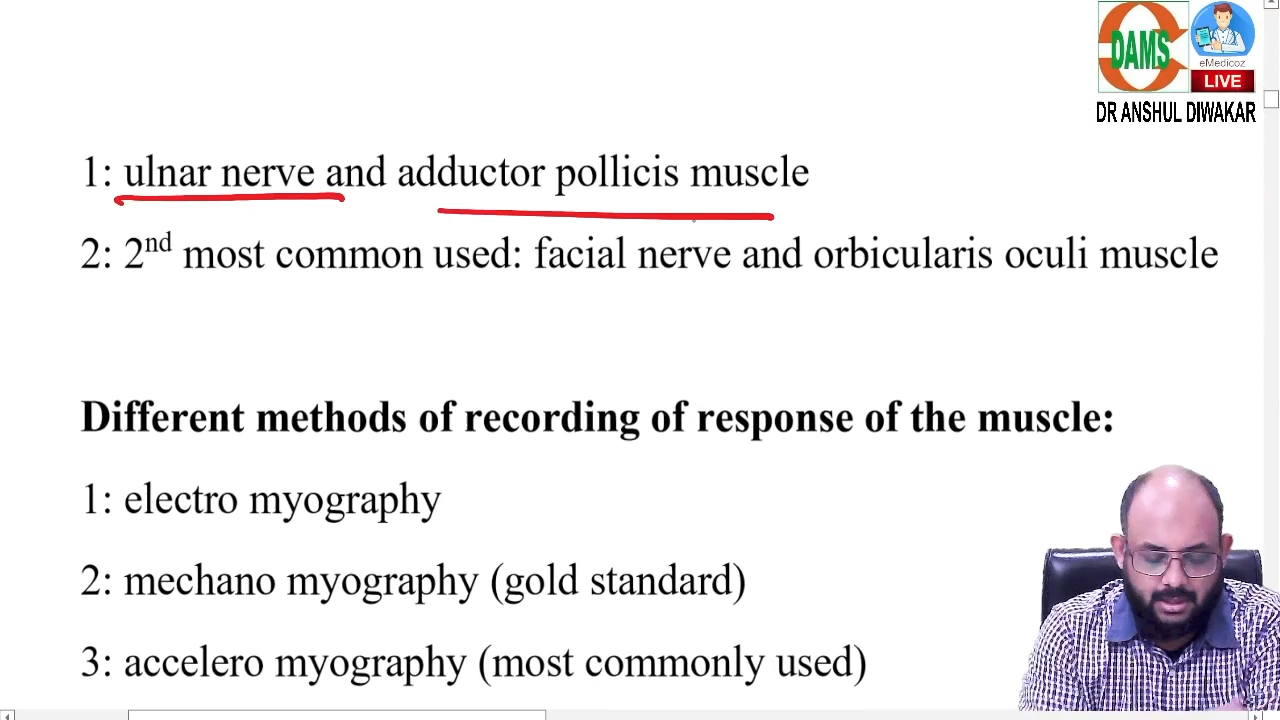 DAMS
eMedicoz
LIVE
DR ANSHUL DIWAKAR
1: ulnar nerve and adductor pollicis muscle
2: 2nd most common used: facial nerve and orbicularis oculi muscle
Different methods of recording of response of the muscle:
1: electro myography
2: mechano myography (gold standard)
3: accelero myography (most commonly used)